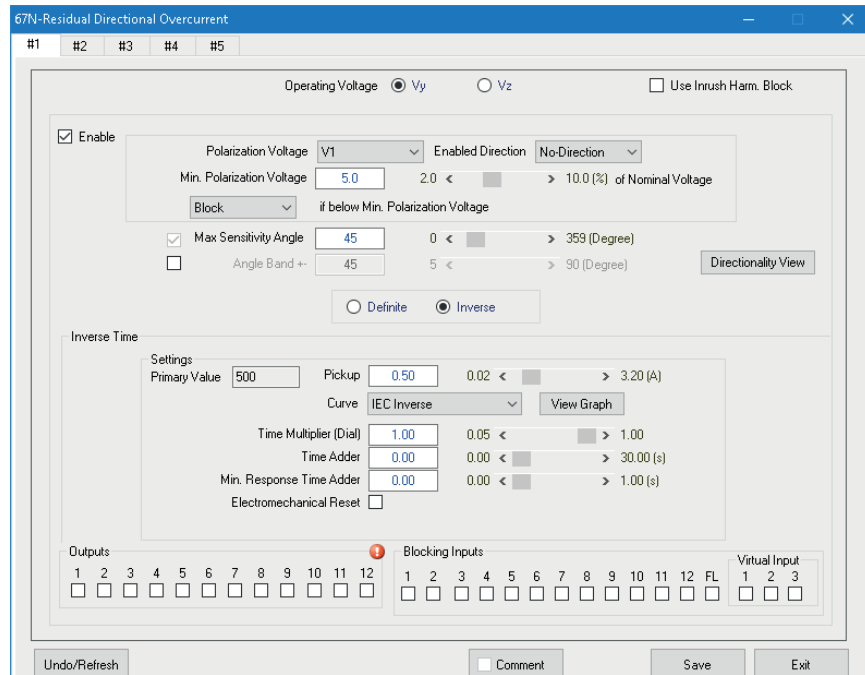 67N-Residual Directional Overcurrent
#1 #2 #3 #4 #5
Operating Voltage Vy Vz Use Inrush Harm. Block
Enable
Polarization Voltage V1 Enabled Direction No-Direction
Min. Polarization Voltage 5.0 2.0 < > 10.0 (%) of Nominal Voltage
Block if below Min. Polarization Voltage
Max Sensitivity Angle 45 0 < > 359 (Degree)
Angle Band +- 45 5 < > 90 (Degree) Directionality View
Definite Inverse
Inverse Time
Settings
Primary Value 500 Pickup 0.50 0.02 < > 3.20 (A)
Curve IEC Inverse View Graph
Time Multiplier (Dial) 1.00 0.05 < > 1.00
Time Adder 0.00 0.00 < > 30.00 (s)
Min. Response Time Adder 0.00 0.00 < > 1.00 (s)
Electromechanical Reset
Outputs ! Blocking Inputs
Virtual Input
1 2 3 4 5 6 7 8 9 10 11 12 1 2 3 4 5 6 7 8 9 10 11 12 FL 1 2 3
Undo/Refresh Comment Save Exit